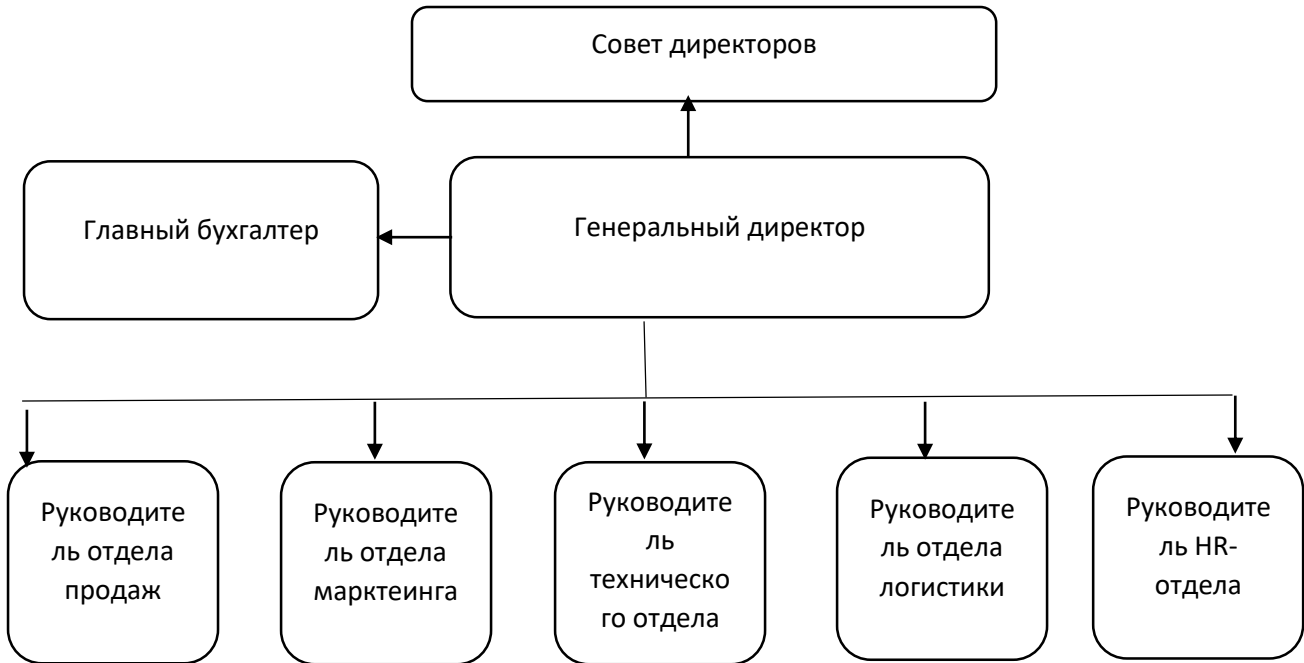 Совет директоров
Главный бухгалтер
Генеральный директор
Руководите
ль отдела
продаж
Руководите
ль отдела
марктеинга
Руководите
ль
техническо
го отдела
Руководите
ль отдела
логистики
Руководите
ль HR-
отдела